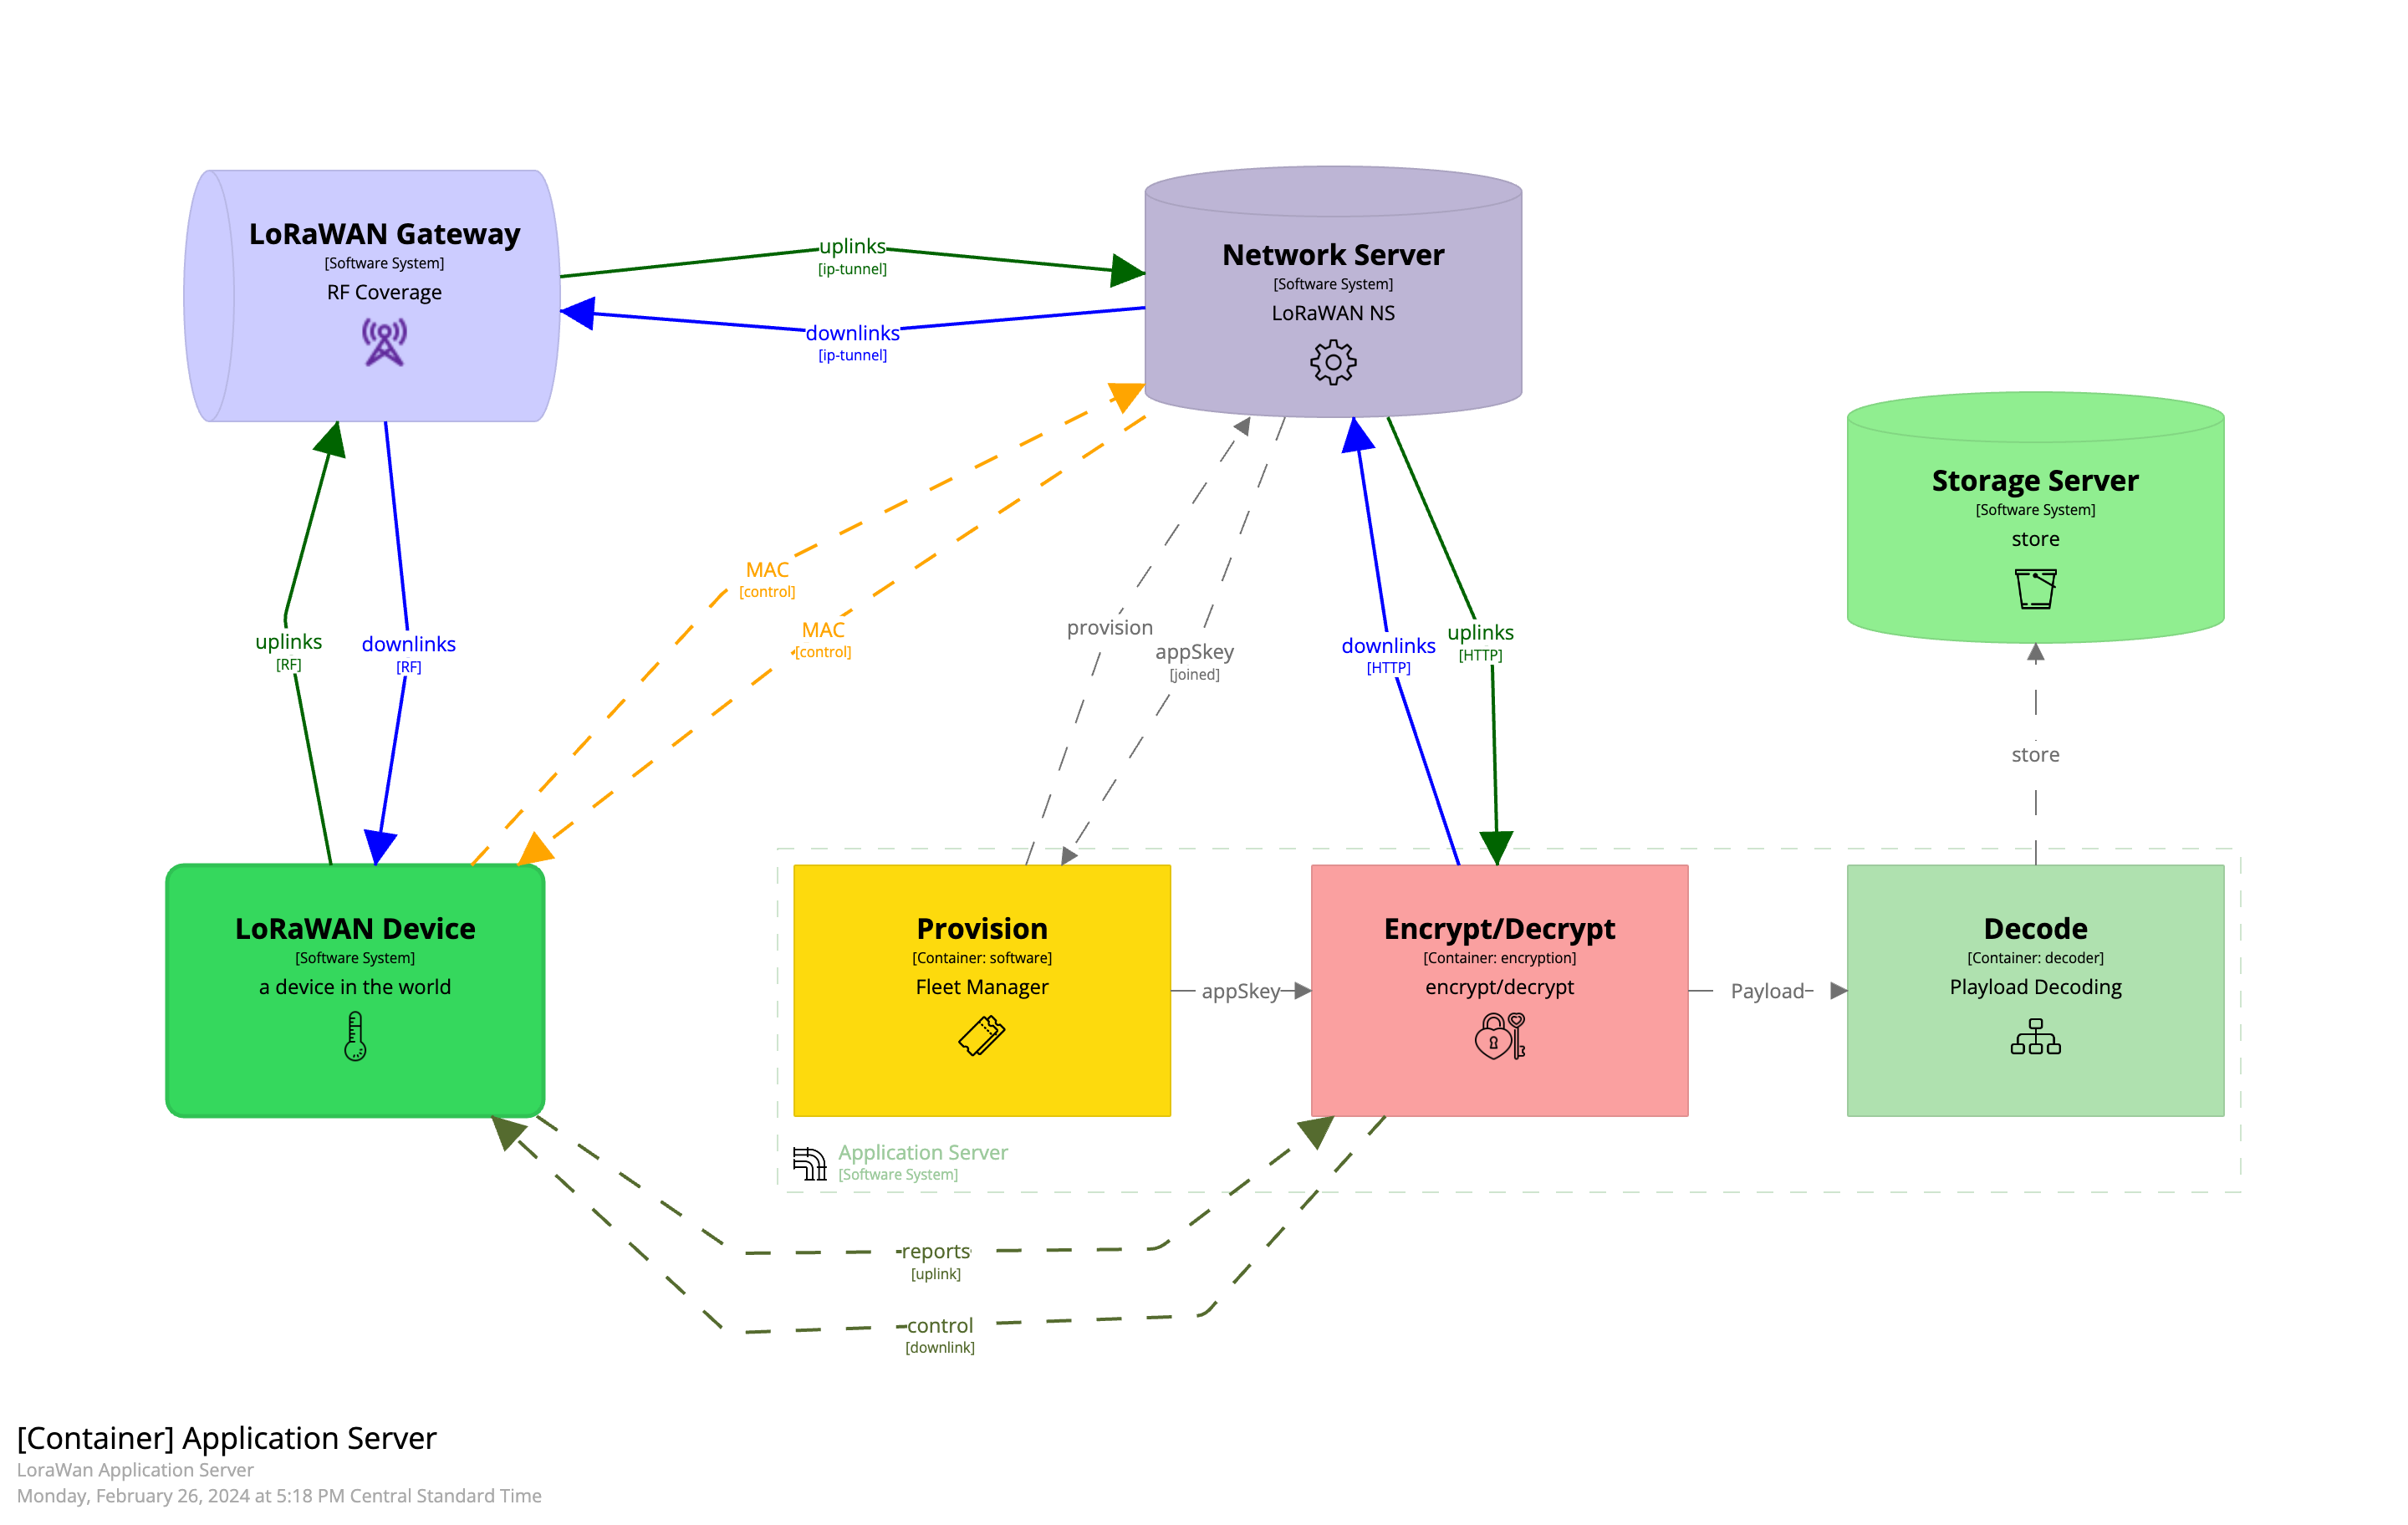 LoRaWAN Gateway
[Software System]
RF Coverage
uplinks
[ip-tunnel]
downlinks
[ip-tunnel]
Network Server
[Software System]
LoRaWAN NS
Storage Server
[Software System]
store
MAC
[control]
MAC
[control]
provision
appSkey
[joined]
uplinks
[RF]
downlinks
[RF]
downlinks
[HTTP]
uplinks
[HTTP]
store
LoRaWAN Device
[Software System]
a device in the world
Provision
[Container: software]
Fleet Manager
appSkey
Encrypt/Decrypt
[Container: encryption]
encrypt/decrypt
Payload
Decode
[Container: decoder]
Playload Decoding
Application Server
[Software System]
reports
[uplink]
control
[downlink]
[Container] Application Server
LoraWan Application Server
Monday, February 26, 2024 at 5:18 PM Central Standard Time